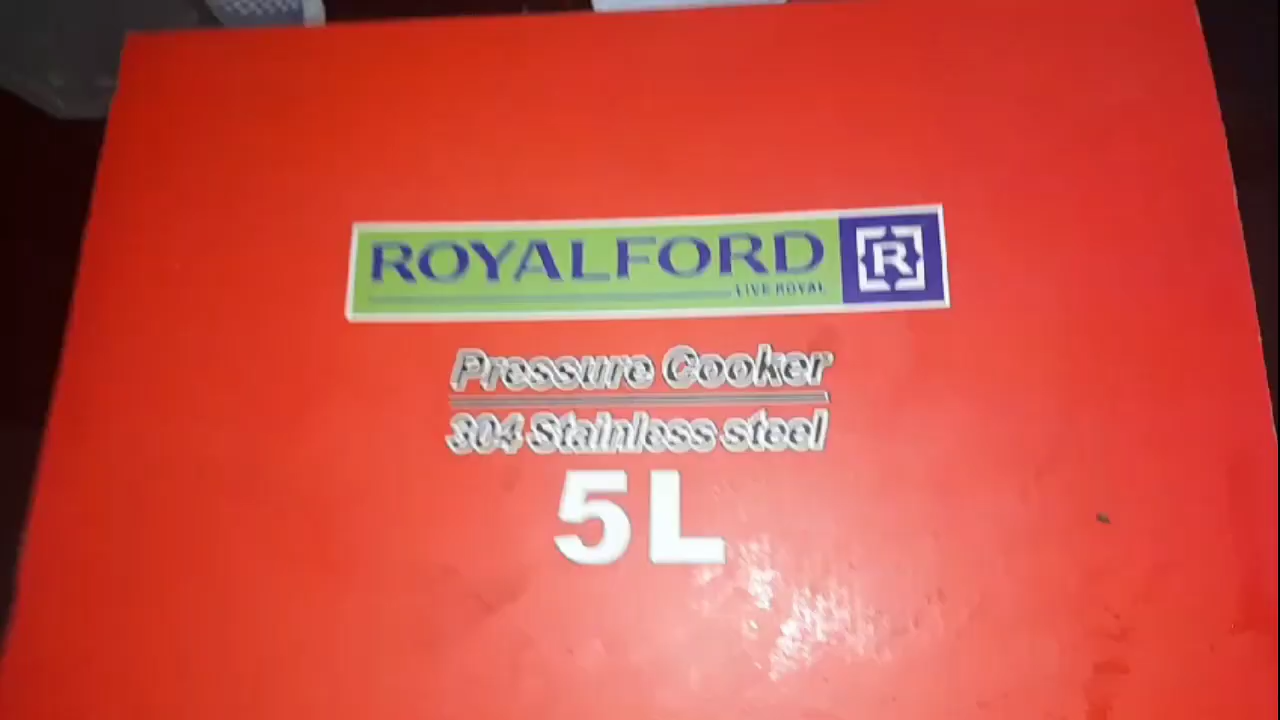 ROYALFORD
LIVE ROYAL
R
Pressure Cooker
304 Stainless steel
5L